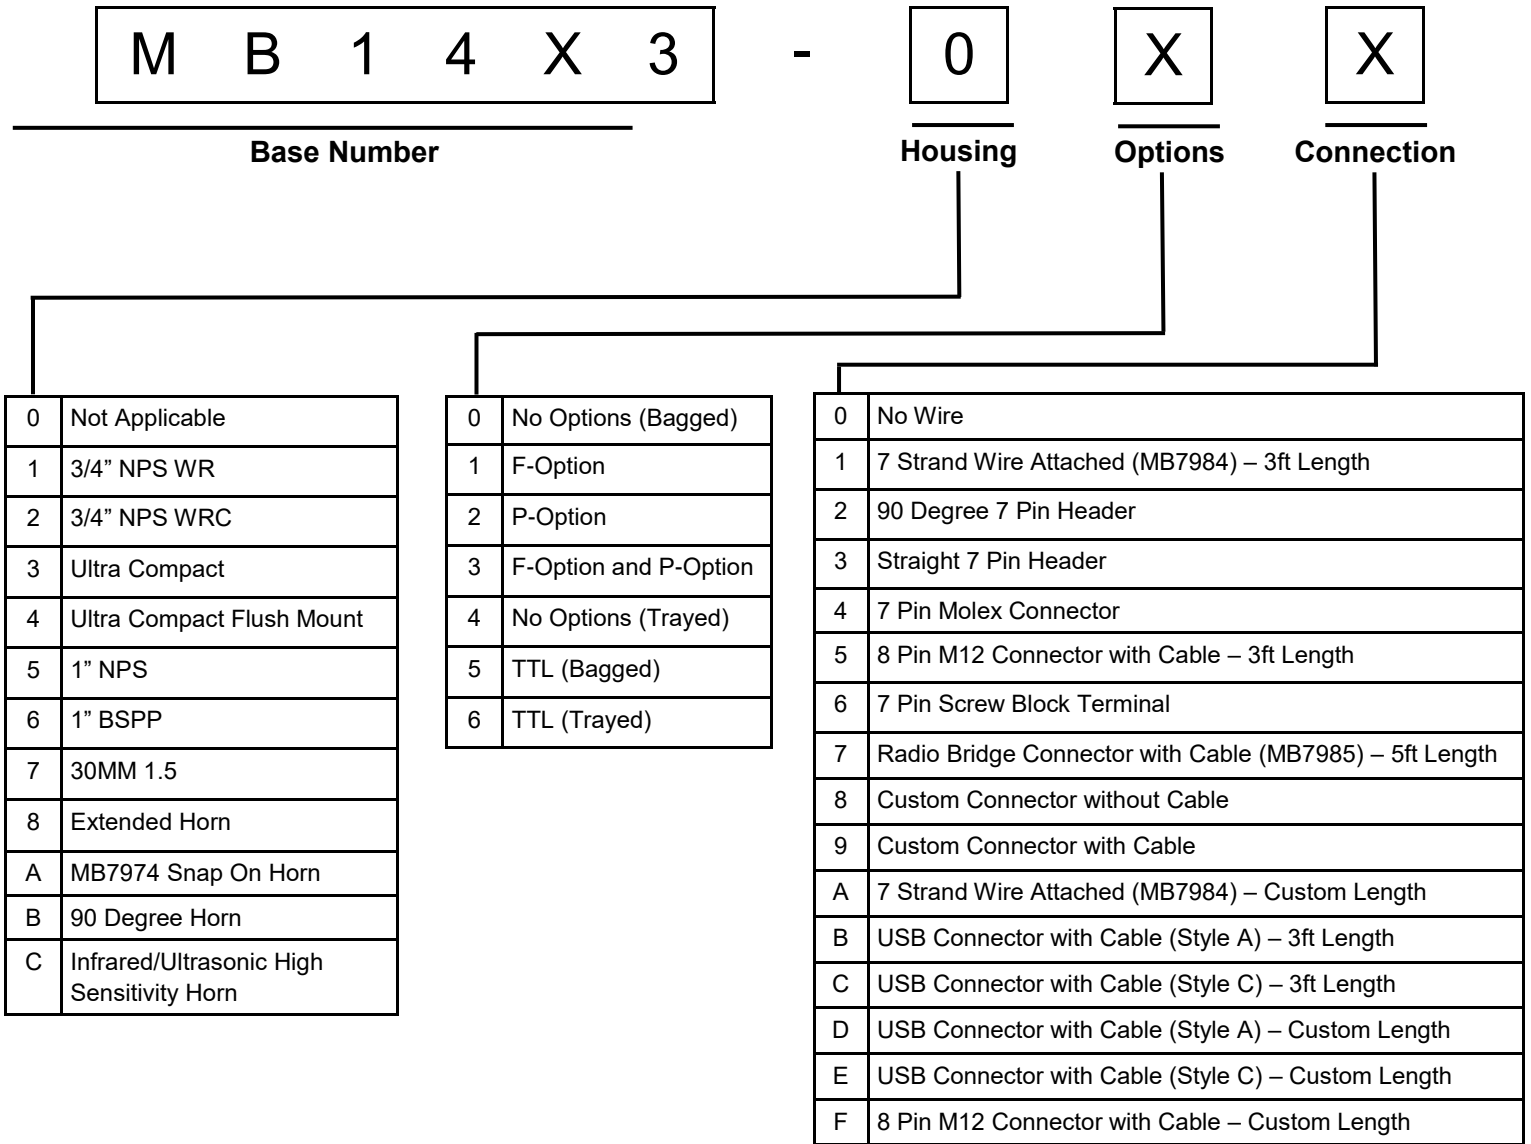 M B 1 4 X 3 - 0 X X
Base Number Housing Options Connection
0 Not Applicable
1 3/4” NPS WR
2 3/4” NPS WRC
3 Ultra Compact
4 Ultra Compact Flush Mount
5 1” NPS
6 1” BSPP
7 30MM 1.5
8 Extended Horn
A MB7974 Snap On Horn
B 90 Degree Horn
C Infrared/Ultrasonic High
Sensitivity Horn
0 No Options (Bagged)
1 F-Option
2 P-Option
3 F-Option and P-Option
4 No Options (Trayed)
5 TTL (Bagged)
6 TTL (Trayed)
0 No Wire
1 7 Strand Wire Attached (MB7984) – 3ft Length
2 90 Degree 7 Pin Header
3 Straight 7 Pin Header
4 7 Pin Molex Connector
5 8 Pin M12 Connector with Cable – 3ft Length
6 7 Pin Screw Block Terminal
7 Radio Bridge Connector with Cable (MB7985) – 5ft Length
8 Custom Connector without Cable
9 Custom Connector with Cable
A 7 Strand Wire Attached (MB7984) – Custom Length
B USB Connector with Cable (Style A) – 3ft Length
C USB Connector with Cable (Style C) – 3ft Length
D USB Connector with Cable (Style A) – Custom Length
E USB Connector with Cable (Style C) – Custom Length
F 8 Pin M12 Connector with Cable – Custom Length